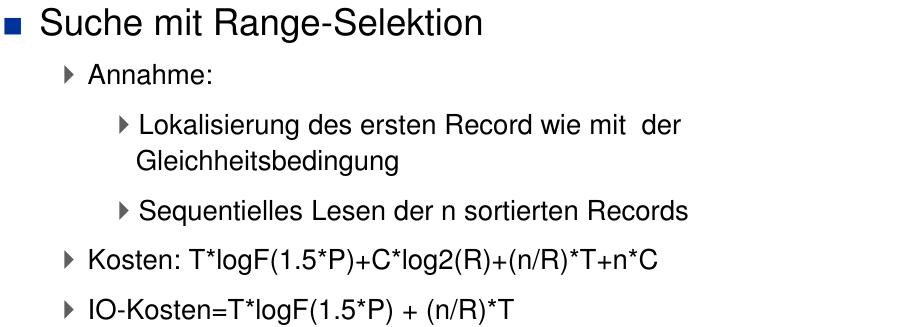 Suche mit Range-Selektion
Annahme:
Lokalisierung des ersten Record wie mit der
Gleichheitsbedingung
Sequentielles Lesen der n sortierten Records
Kosten: T*logF(1.5*P)+C*log2(R)+(n/R)*T+n*C
IO-Kosten=T*logF(1.5*P) + (n/R)*T